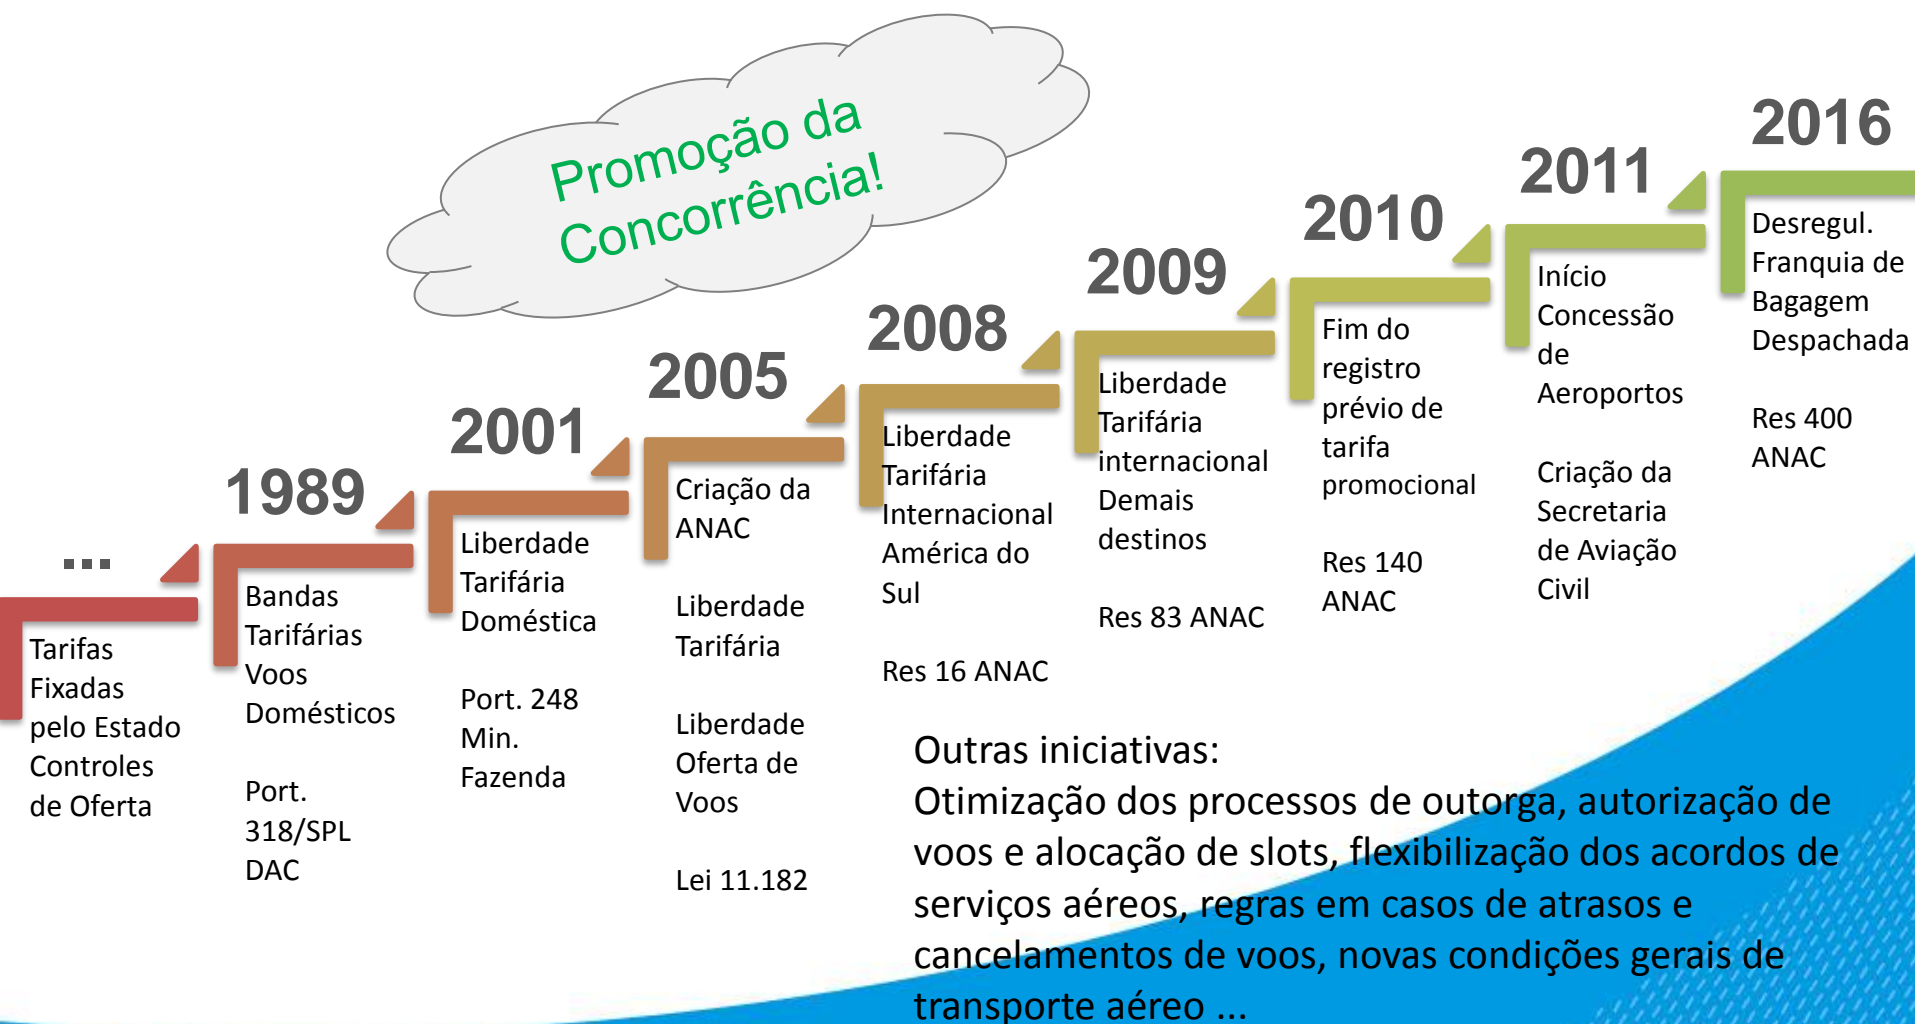 Promoção da
Concorrência!
...
Tarifas
Fixadas
pelo Estado
Controles
de Oferta
1989
Bandas
Tarifárias
Voos
Domésticos
Port.
318/SPL
DAC
2001
Liberdade
Tarifária
Doméstica
Port. 248
Min.
Fazenda
2005
Criação da
ANAC
Liberdade
Tarifária
Liberdade
Oferta de
Voos
Lei 11.182
2008
Liberdade
Tarifária
Internacional
América do
Sul
Res 16 ANAC
2009
Liberdade
Tarifária
internacional
Demais
destinos
Res 83 ANAC
2010
Fim do
registro
prévio de
tarifa
promocional
Res 140
ANAC
2011
Início
Concessão
de
Aeroportos
Criação da
Secretaria
de Aviação
Civil
2016
Desregul.
Franquia de
Bagagem
Despachada
Res 400
ANAC
Outras iniciativas:
Otimização dos processos de outorga, autorização de
voos e alocação de slots, flexibilização dos acordos de
serviços aéreos, regras em casos de atrasos e
cancelamentos de voos, novas condições gerais de
transporte aéreo ...